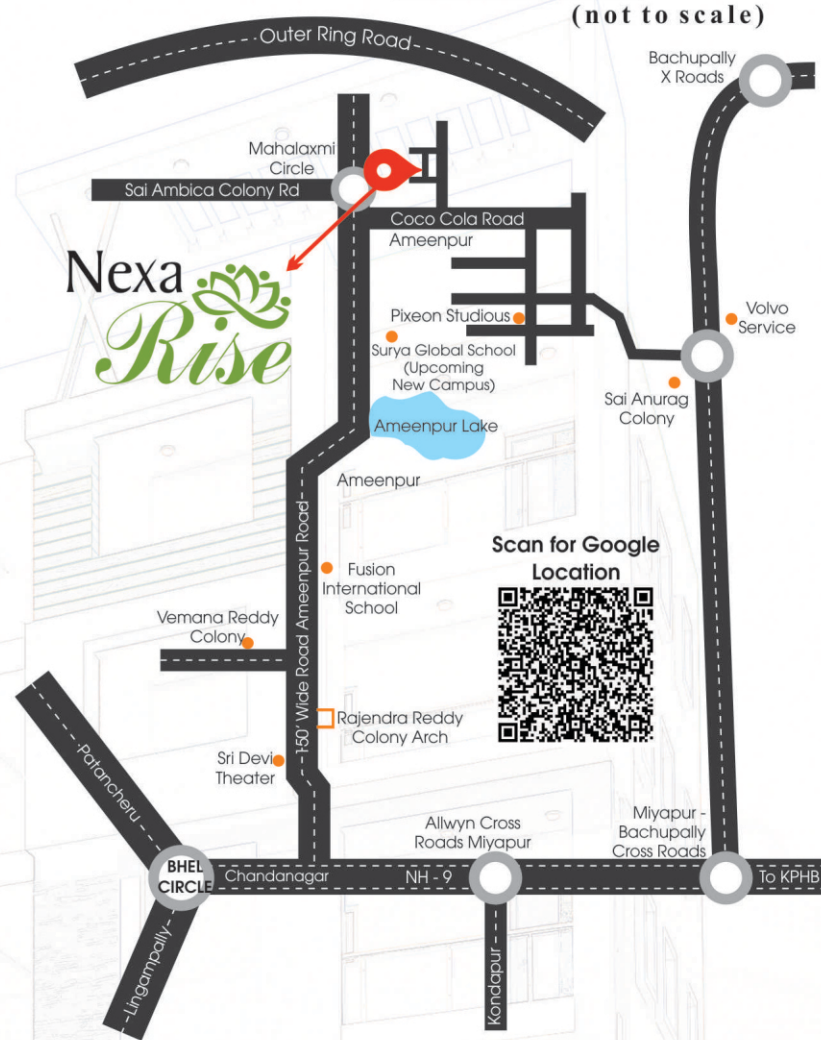 (not to scale)
Outer Ring Road
Bachupally
X Roads
Mahalaxmi
Circle
Sai Ambica Colony Rd
Coco Cola Road
Ameenpur
Nexa
Rise
Pixeon Studious
Volvo
Service
Surya Global School
(Upcoming
New Campus)
Sai Anurag
Colony
Ameenpur Lake
Ameenpur
150' Wide Road Ameenpur Road
Scan for Google
Location
Fusion
International
School
Vemana Reddy
Colony
Rajendra Reddy
Colony Arch
Sri Devi
Theater
Patancheru
Allwyn Cross
Roads Miyapur
Miyapur -
Bachupally
Cross Roads
BHEL
CIRCLE
Chandanagar
NH - 9
To KPHB
Lingampally
Kondapur